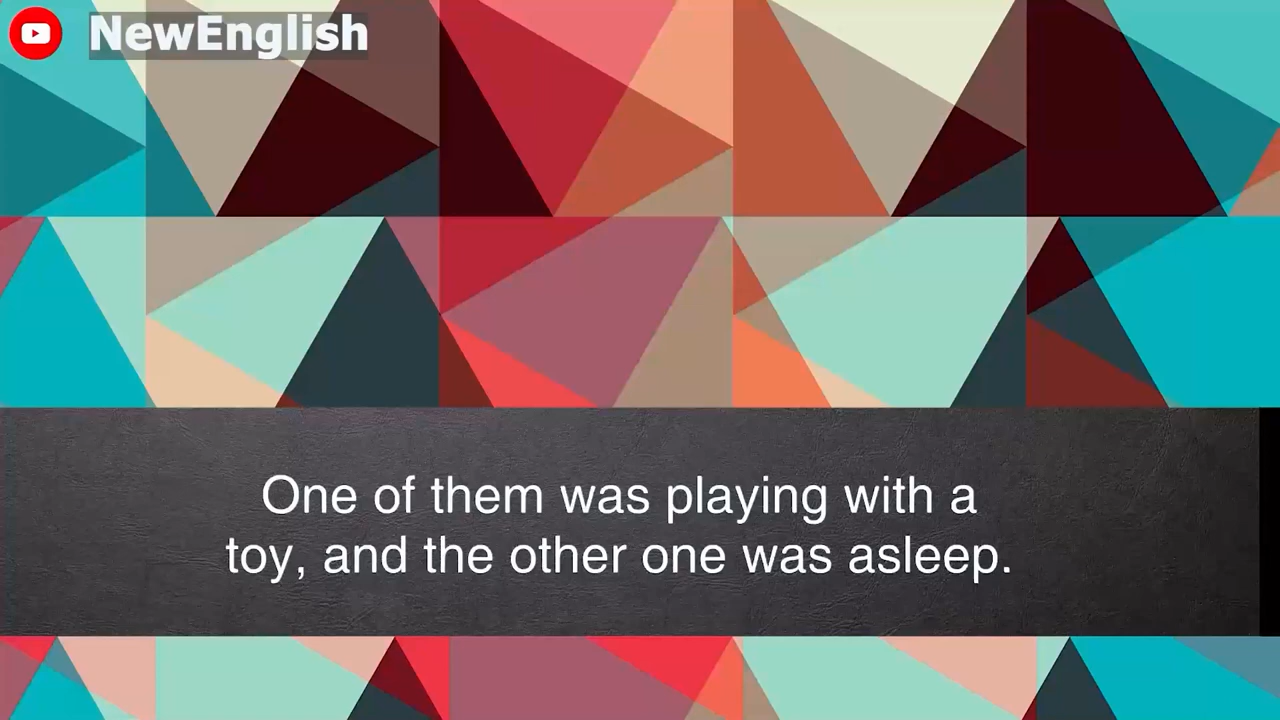 NewEnglish
One of them was playing with a
toy, and the other one was asleep.